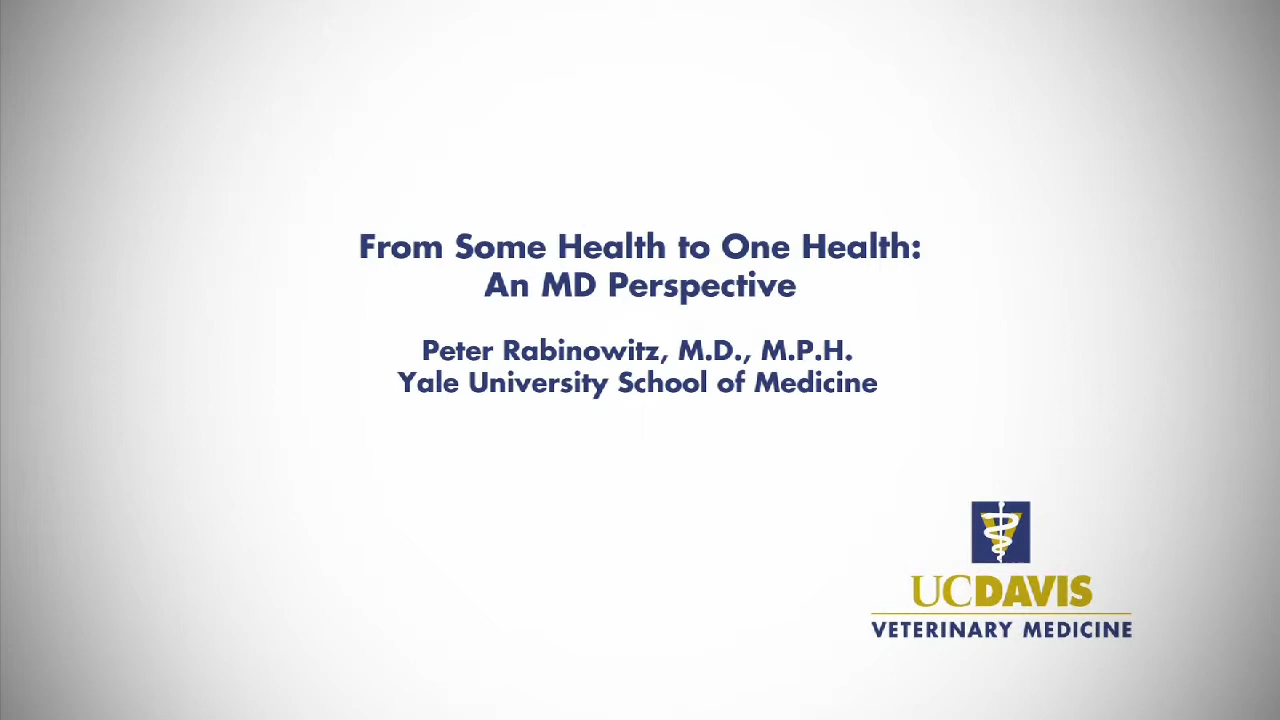 From Some Health to One Health:
An MD Perspective
Peter Rabinowitz, M.D., M.P.H.
Yale University School of Medicine
UCDAVIS
VETERINARY MEDICINE